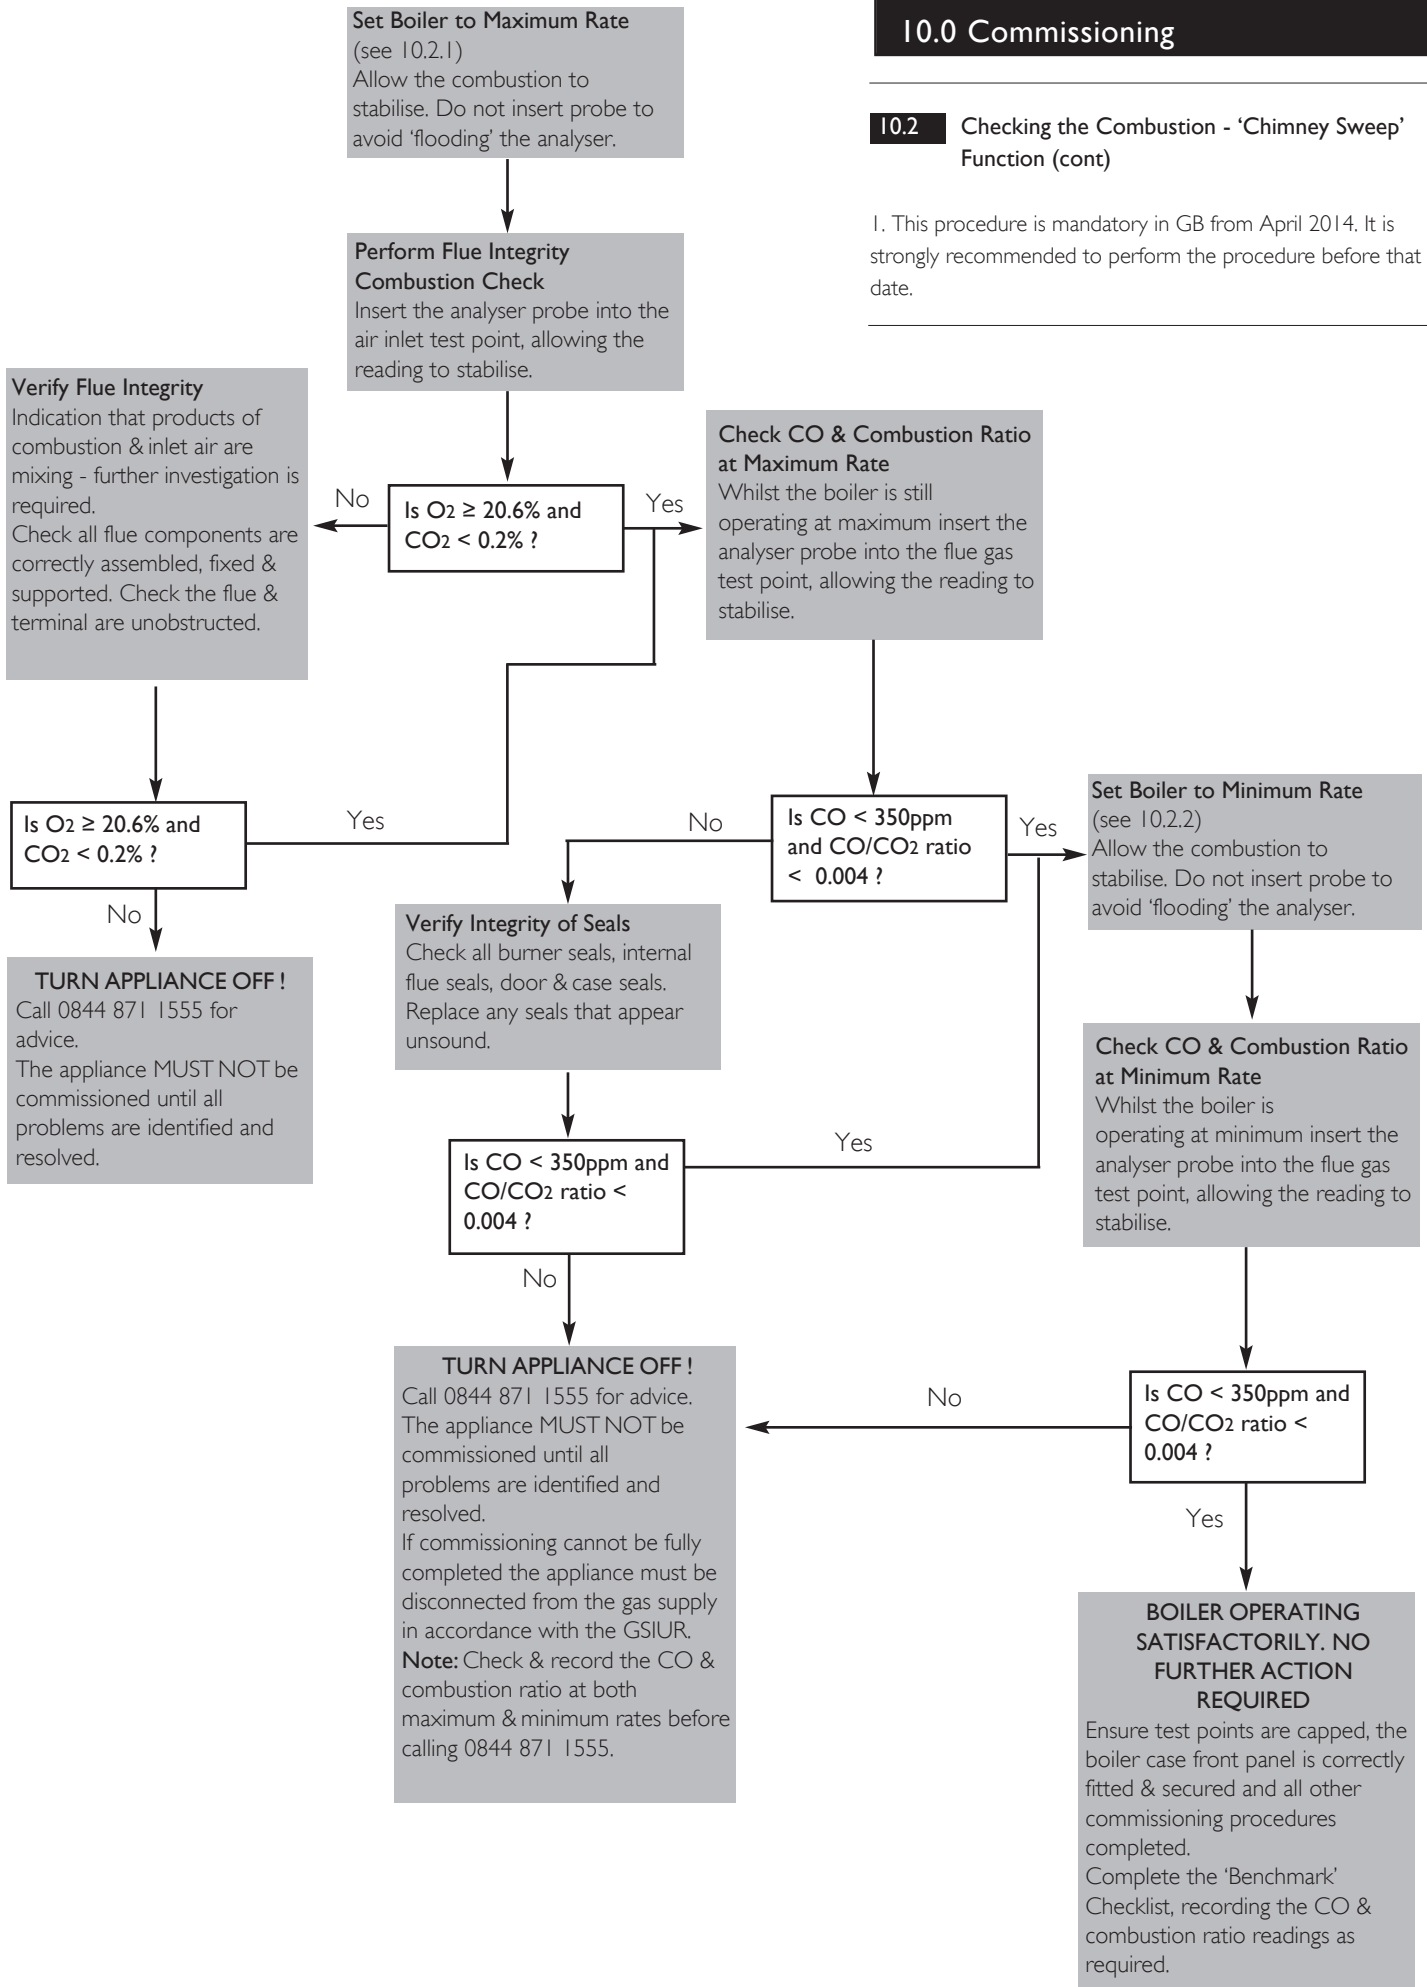 10.0 Commissioning
10.2 Checking the Combustion - ‘Chimney Sweep’
Function (cont)
1. This procedure is mandatory in GB from April 2014. It is
strongly recommended to perform the procedure before that
date.
Set Boiler to Maximum Rate
(see 10.2.1)
Allow the combustion to
stabilise. Do not insert probe to
avoid ‘flooding’ the analyser.
Perform Flue Integrity
Combustion Check
Insert the analyser probe into the
air inlet test point, allowing the
reading to stabilise.
Is O2 ≥ 20.6% and
CO2 < 0.2% ?
No
Yes
Verify Flue Integrity
Indication that products of
combustion & inlet air are
mixing - further investigation is
required.
Check all flue components are
correctly assembled, fixed &
supported. Check the flue &
terminal are unobstructed.
Is O2 ≥ 20.6% and
CO2 < 0.2% ?
Yes
No
TURN APPLIANCE OFF !
Call 0844 871 1555 for
advice.
The appliance MUST NOT be
commissioned until all
problems are identified and
resolved.
Check CO & Combustion Ratio
at Maximum Rate
Whilst the boiler is still
operating at maximum insert the
analyser probe into the flue gas
test point, allowing the reading to
stabilise.
Is CO < 350ppm
and CO/CO2 ratio
< 0.004 ?
No
Yes
Verify Integrity of Seals
Check all burner seals, internal
flue seals, door & case seals.
Replace any seals that appear
unsound.
Is CO < 350ppm and
CO/CO2 ratio <
0.004 ?
Yes
No
TURN APPLIANCE OFF !
Call 0844 871 1555 for advice.
The appliance MUST NOT be
commissioned until all
problems are identified and
resolved.
If commissioning cannot be fully
completed the appliance must be
disconnected from the gas supply
in accordance with the GSIUR.
Note: Check & record the CO &
combustion ratio at both
maximum & minimum rates before
calling 0844 871 1555.
Set Boiler to Minimum Rate
(see 10.2.2)
Allow the combustion to
stabilise. Do not insert probe to
avoid ‘flooding’ the analyser.
Check CO & Combustion Ratio
at Minimum Rate
Whilst the boiler is
operating at minimum insert the
analyser probe into the flue gas
test point, allowing the reading to
stabilise.
Is CO < 350ppm and
CO/CO2 ratio <
0.004 ?
No
Yes
BOILER OPERATING
SATISFACTORILY. NO
FURTHER ACTION
REQUIRED
Ensure test points are capped, the
boiler case front panel is correctly
fitted & secured and all other
commissioning procedures
completed.
Complete the ‘Benchmark’
Checklist, recording the CO &
combustion ratio readings as
required.